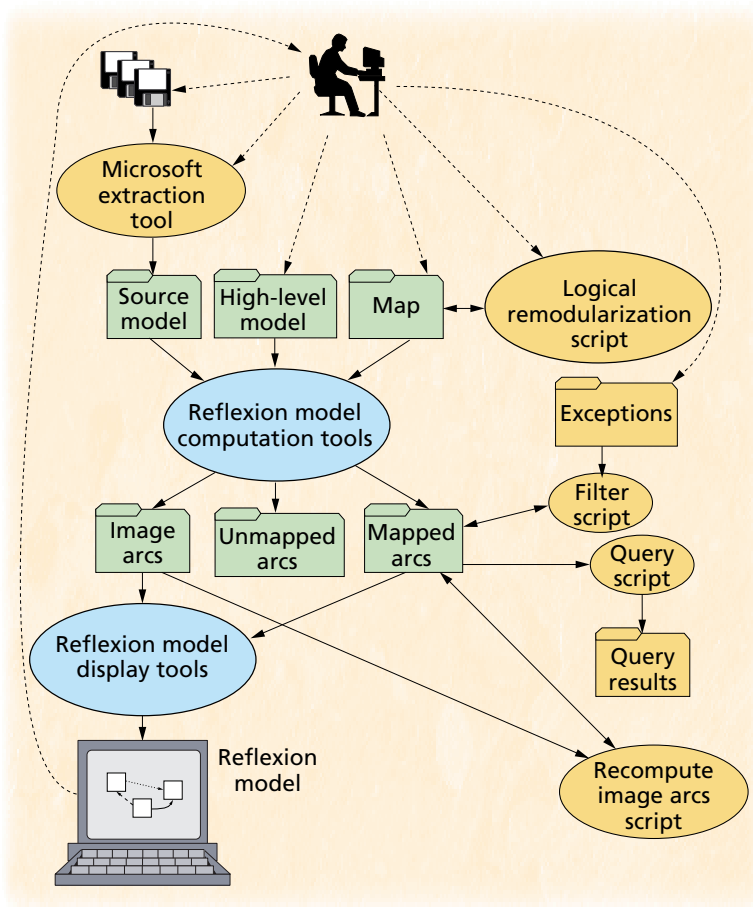 Microsoft
extraction
tool
Source
model
High-level
model
Map
Logical
remodularization
script
Reflexion model
computation tools
Exceptions
Image
arcs
Unmapped
arcs
Mapped
arcs
Filter
script
Query
script
Reflexion model
display tools
Query
results
Reflexion
model
Recompute
image arcs
script